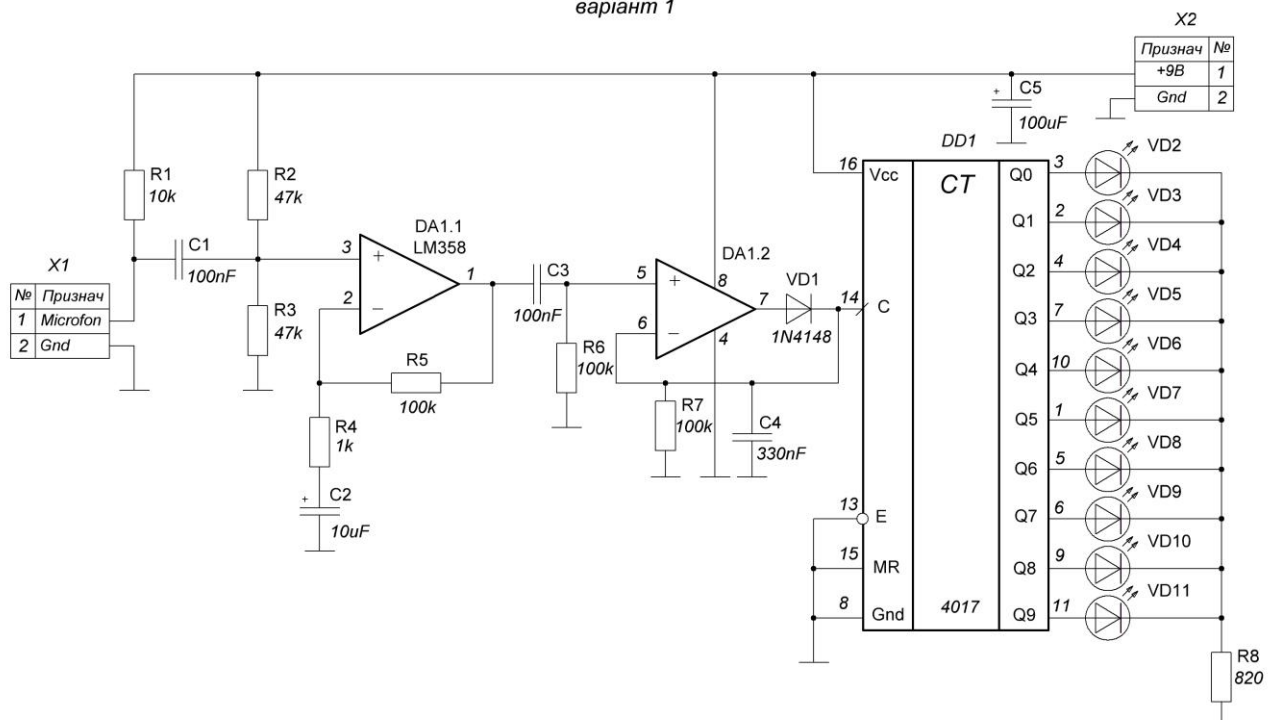 варіант 1
X2
Признач №
+9В 1
Gnd 2
+ C5
100uF
R1
10k
R2
47k
C1
100nF
X1
№ Признач
1 Microfon
2 Gnd
R3
47k
DA1.1
LM358
3 +
2 –
1
R5
100k
R4
1k
+ C2
10uF
C3
100nF
R6
100k
DA1.2
5 +
6 –
8
7
4
VD1
1N4148
R7
100k
C4
330nF
DD1
CT
4017
16 Vcc
14 C
13 E
15 MR
8 Gnd
Q0 3 VD2
Q1 2 VD3
Q2 4 VD4
Q3 7 VD5
Q4 10 VD6
Q5 1 VD7
Q6 5 VD8
Q7 6 VD9
Q8 9 VD10
Q9 11 VD11
R8
820